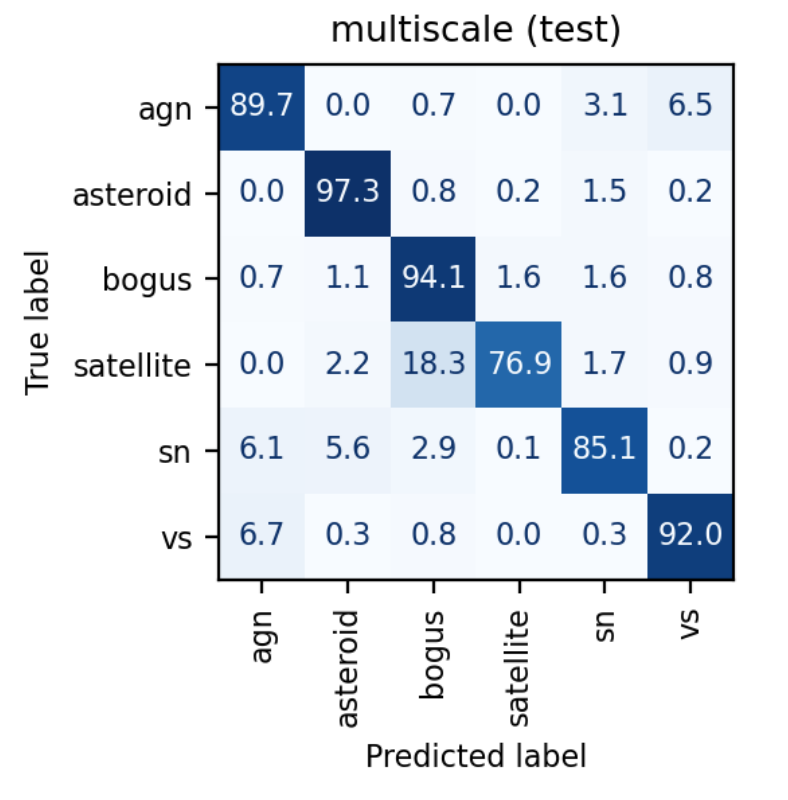 multiscale (test)
True label
agn 89.7 0.0 0.7 0.0 3.1 6.5
asteroid 0.0 97.3 0.8 0.2 1.5 0.2
bogus 0.7 1.1 94.1 1.6 1.6 0.8
satellite 0.0 2.2 18.3 76.9 1.7 0.9
sn 6.1 5.6 2.9 0.1 85.1 0.2
vs 6.7 0.3 0.8 0.0 0.3 92.0
agn asteroid bogus satellite sn vs
Predicted label